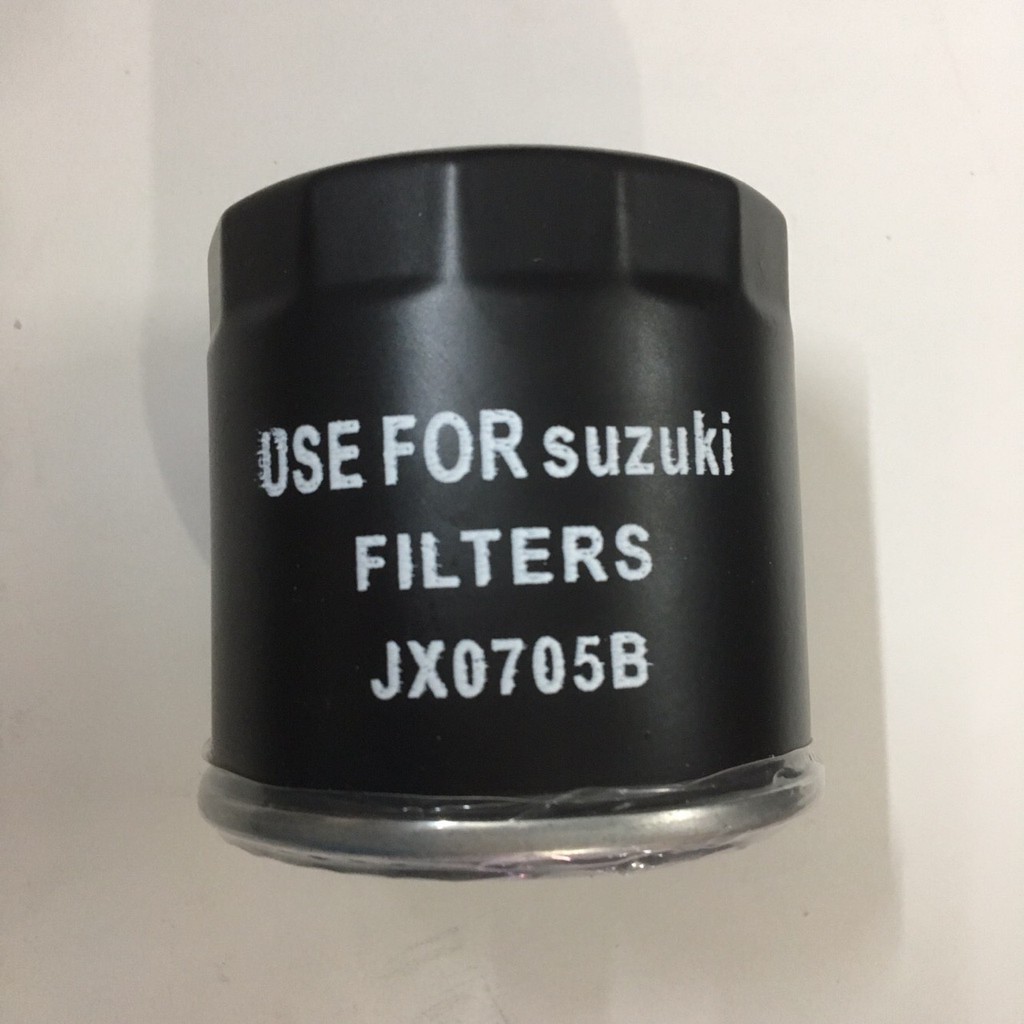 USE FOR suzuki
FILTERS
JX0705B